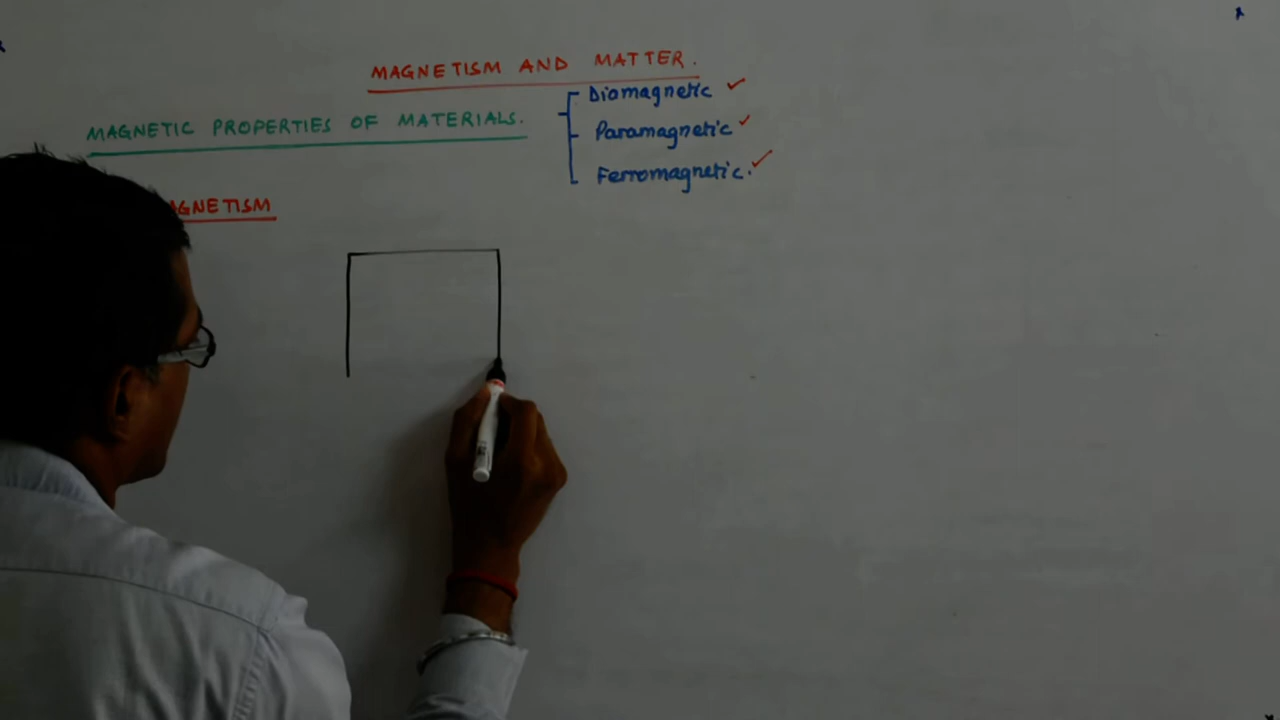 MAGNETISM AND MATTER.
MAGNETIC PROPERTIES OF MATERIALS.
Diamagnetic ✓
Paramagnetic ✓
Ferromagnetic. ✓